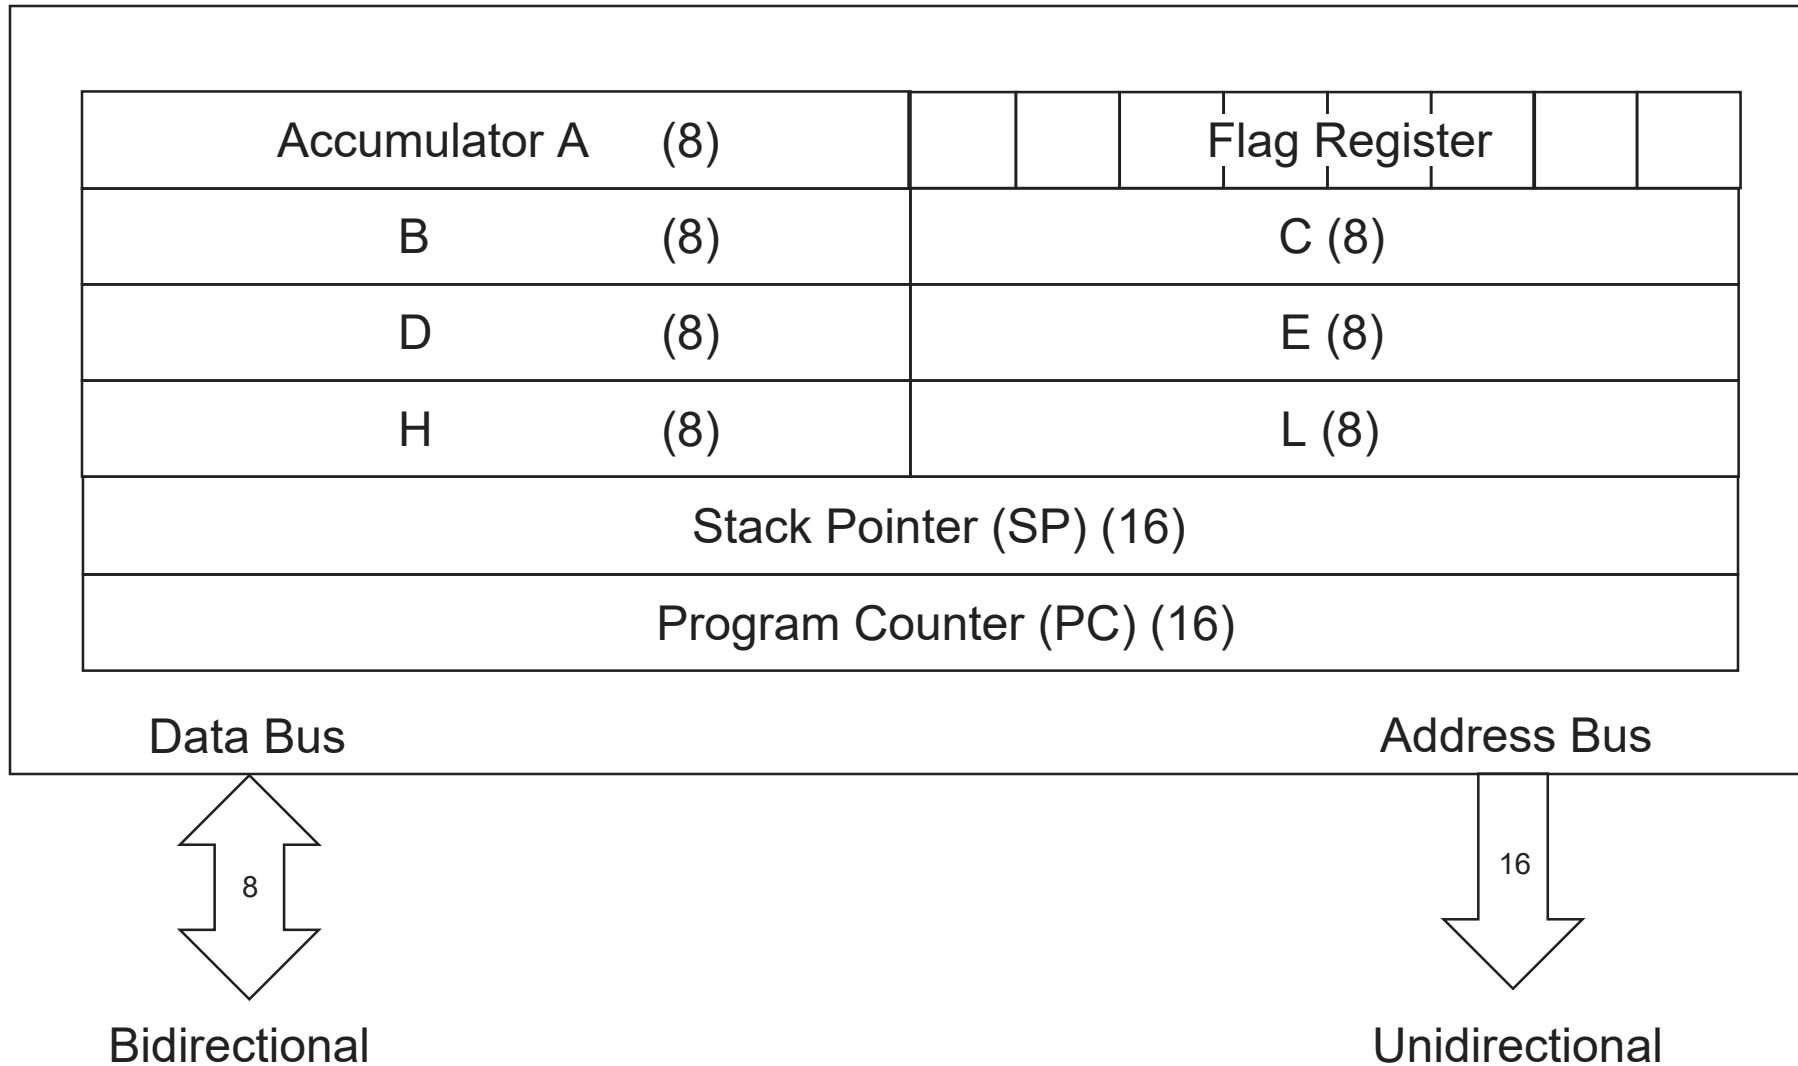 Accumulator A (8) Flag Register
B (8) C (8)
D (8) E (8)
H (8) L (8)
Stack Pointer (SP) (16)
Program Counter (PC) (16)
Data Bus Address Bus
8 16
Bidirectional Unidirectional